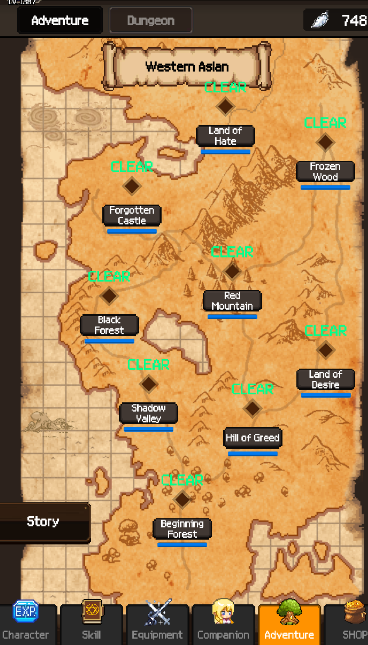 Adventure
Dungeon
748
Western Asian
CLEAR
Land of
Hate
CLEAR
Frozen
Wood
CLEAR
Forgotten
Castle
CLEAR
Red
Mountain
CLEAR
Black
Forest
CLEAR
Land of
Desire
CLEAR
Shadow
Valley
CLEAR
Hill of Greed
CLEAR
Beginning
Forest
Story
EXP
Character
Skill
Equipment
Companion
Adventure
SHOP